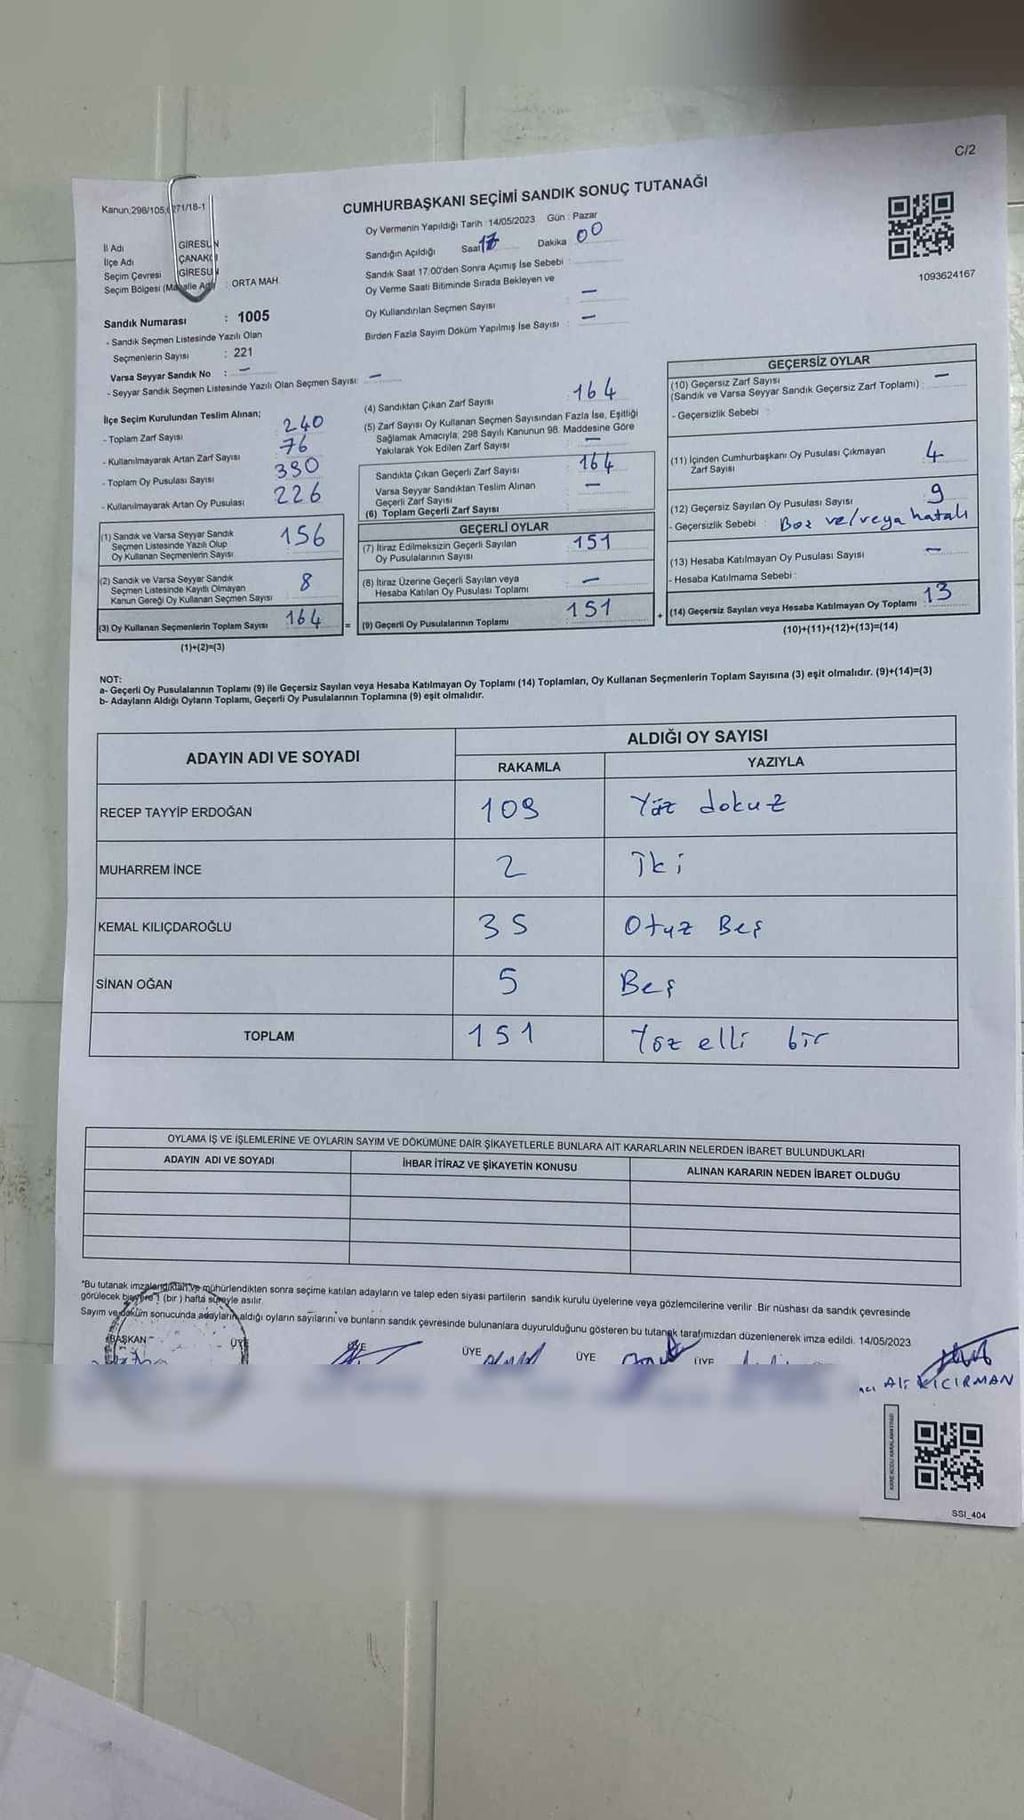 C/2
Kanun.298/105,
CUMHURBAŞKANI SEÇİMİ SANDIK SONUÇ TUTANAĞI
Oy Vermenin Yapıldığı Tarih : 14/05/2023 Gün : Pazar
İl Adı GİRESUN
İlçe Adı ÇANAKÇI
Seçim Çevresi GİRESUN
Seçim Bölgesi (Mahalle Adı) : ORTA MAH.
Sandığın Açıldığı Saat 17 Dakika 00
Sandık Saat 17:00'den Sonra Açımış İse Sebebi :
Oy Verme Saati Bitiminde Sırada Bekleyen ve
Oy Kullandırılan Seçmen Sayısı —
Birden Fazla Sayım Döküm Yapılmış İse Sayısı : —
1093624167
Sandık Numarası : 1005
- Sandık Seçmen Listesinde Yazılı Olan
Seçmenlerin Sayısı : 221
Varsa Seyyar Sandık No : —
- Seyyar Sandık Seçmen Listesinde Yazılı Olan Seçmen Sayısı: —
İlçe Seçim Kurulundan Teslim Alınan;
- Toplam Zarf Sayısı 240
- Kullanılmayarak Artan Zarf Sayısı 76
- Toplam Oy Pusulası Sayısı 390
- Kullanılmayarak Artan Oy Pusulası 226
(1) Sandık ve Varsa Seyyar Sandık
Seçmen Listesinde Yazılı Olup
Oy Kullanan Seçmenlerin Sayısı 156
(2) Sandık ve Varsa Seyyar Sandık
Seçmen Listesinde Kayıtlı Olmayan
Kanun Gereği Oy Kullanan Seçmen Sayısı 8
(3) Oy Kullanan Seçmenlerin Toplam Sayısı 164 =
(1)+(2)=(3)
(4) Sandıktan Çıkan Zarf Sayısı 164
(5) Zarf Sayısı Oy Kullanan Seçmen Sayısından Fazla İse, Eşitliği
Sağlamak Amacıyla; 298 Sayılı Kanunun 98. Maddesine Göre
Yakılarak Yok Edilen Zarf Sayısı —
Sandıkta Çıkan Geçerli Zarf Sayısı 164
Varsa Seyyar Sandıktan Teslim Alınan
Geçerli Zarf Sayısı —
(6) Toplam Geçerli Zarf Sayısı
GEÇERLİ OYLAR
(7) İtiraz Edilmeksizin Geçerli Sayılan
Oy Pusulalarının Sayısı 151
(8) İtiraz Üzerine Geçerli Sayılan veya
Hesaba Katılan Oy Pusulası Toplamı —
(9) Geçerli Oy Pusulalarının Toplamı 151 +
GEÇERSİZ OYLAR
(10) Geçersiz Zarf Sayısı
(Sandık ve Varsa Seyyar Sandık Geçersiz Zarf Toplamı) : —
- Geçersizlik Sebebi :
(11) İçinden Cumhurbaşkanı Oy Pusulası Çıkmayan
Zarf Sayısı 4
(12) Geçersiz Sayılan Oy Pusulası Sayısı 9
- Geçersizlik Sebebi : Boş ve/veya hatalı
(13) Hesaba Katılmayan Oy Pusulası Sayısı —
- Hesaba Katılmama Sebebi :
(14) Geçersiz Sayılan veya Hesaba Katılmayan Oy Toplamı 13
(10)+(11)+(12)+(13)=(14)
NOT:
a- Geçerli Oy Pusulalarının Toplamı (9) ile Geçersiz Sayılan veya Hesaba Katılmayan Oy Toplamı (14) Toplamları, Oy Kullanan Seçmenlerin Toplam Sayısına (3) eşit olmalıdır. (9)+(14)=(3)
b- Adayların Aldığı Oyların Toplamı, Geçerli Oy Pusulalarının Toplamına (9) eşit olmalıdır.
ADAYIN ADI VE SOYADI ALDIĞI OY SAYISI
RAKAMLA YAZIYLA
RECEP TAYYİP ERDOĞAN 109 Yüz dokuz
MUHARREM İNCE 2 İki
KEMAL KILIÇDAROĞLU 35 Otuz Beş
SİNAN OĞAN 5 Beş
TOPLAM 151 Yüz elli bir
OYLAMA İŞ VE İŞLEMLERİNE VE OYLARIN SAYIM VE DÖKÜMÜNE DAİR ŞİKAYETLERLE BUNLARA AİT KARARLARIN NELERDEN İBARET BULUNDUKLARI
ADAYIN ADI VE SOYADI İHBAR İTİRAZ VE ŞİKAYETİN KONUSU ALINAN KARARIN NEDEN İBARET OLDUĞU
*Bu tutanak imzalandıktan ve mühürlendikten sonra seçime katılan adayların ve talep eden siyasi partilerin sandık kurulu üyelerine veya gözlemcilerine verilir. Bir nüshası da sandık çevresinde
görülecek bir yere 1 (bir) hafta süreyle asılır.
Sayım ve döküm sonucunda adayların aldığı oyların sayılarını ve bunların sandık çevresinde bulunanlara duyurulduğunu gösteren bu tutanak tarafımızdan düzenlenerek imza edildi. 14/05/2023
BAŞKAN ÜYE ÜYE ÜYE ÜYE ÜYE
Ali KICIRMAN
SSI_404